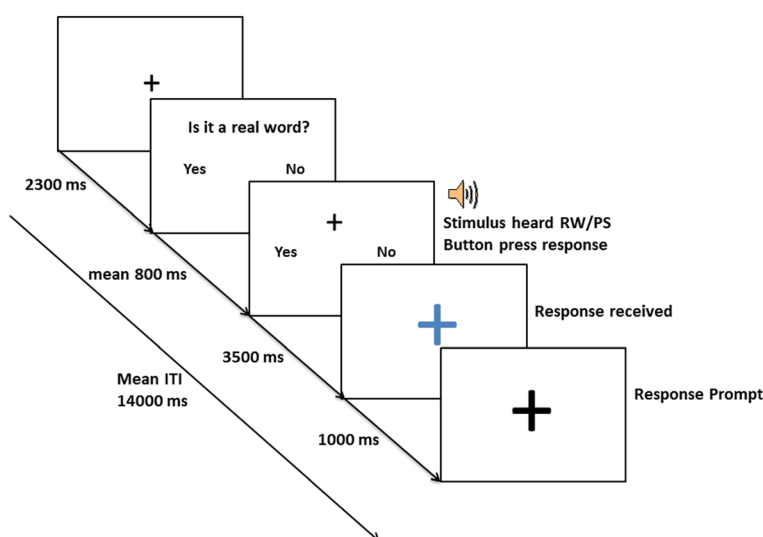 +
Is it a real word?
Yes No
2300 ms
+
Stimulus heard RW/PS
Button press response
Yes No
mean 800 ms
+
Response received
3500 ms
Mean ITI
14000 ms
+
Response Prompt
1000 ms